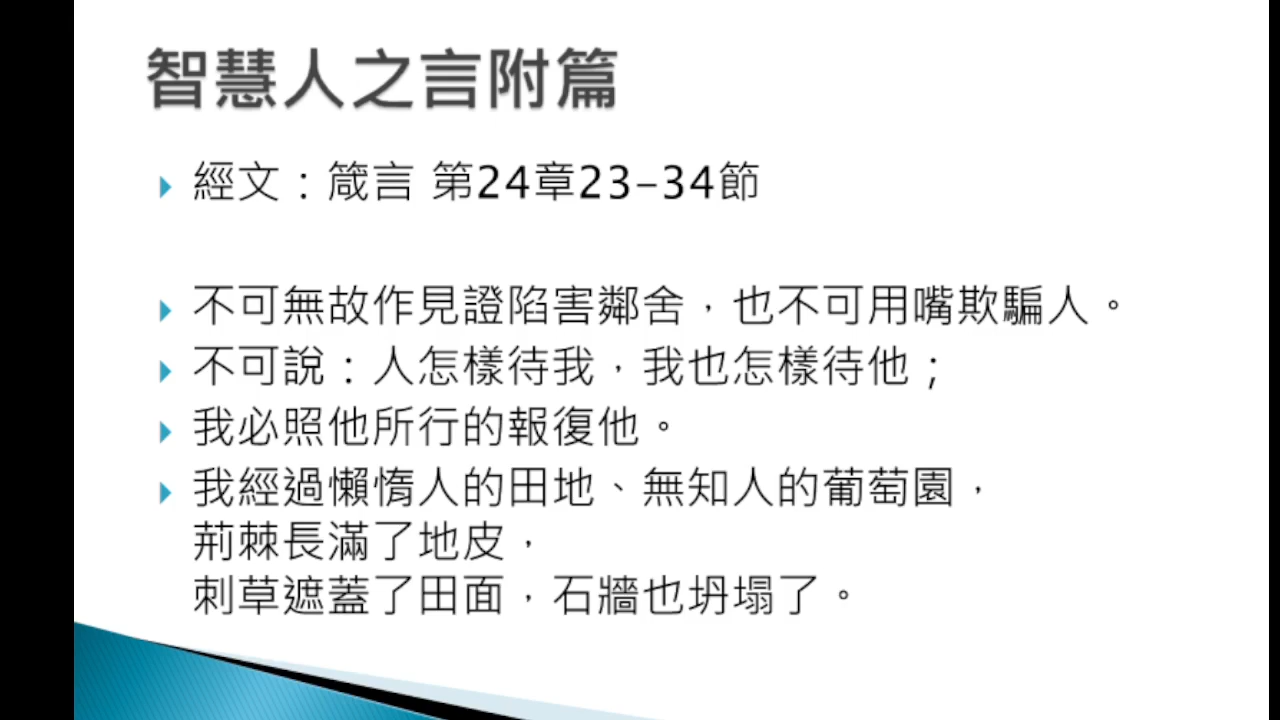 智慧人之言附篇
經文：箴言 第24章23-34節
不可無故作見證陷害鄰舍，也不可用嘴欺騙人。
不可說：人怎樣待我，我也怎樣待他；
我必照他所行的報復他。
我經過懶惰人的田地、無知人的葡萄園，
荊棘長滿了地皮，
刺草遮蓋了田面，石牆也坍塌了。